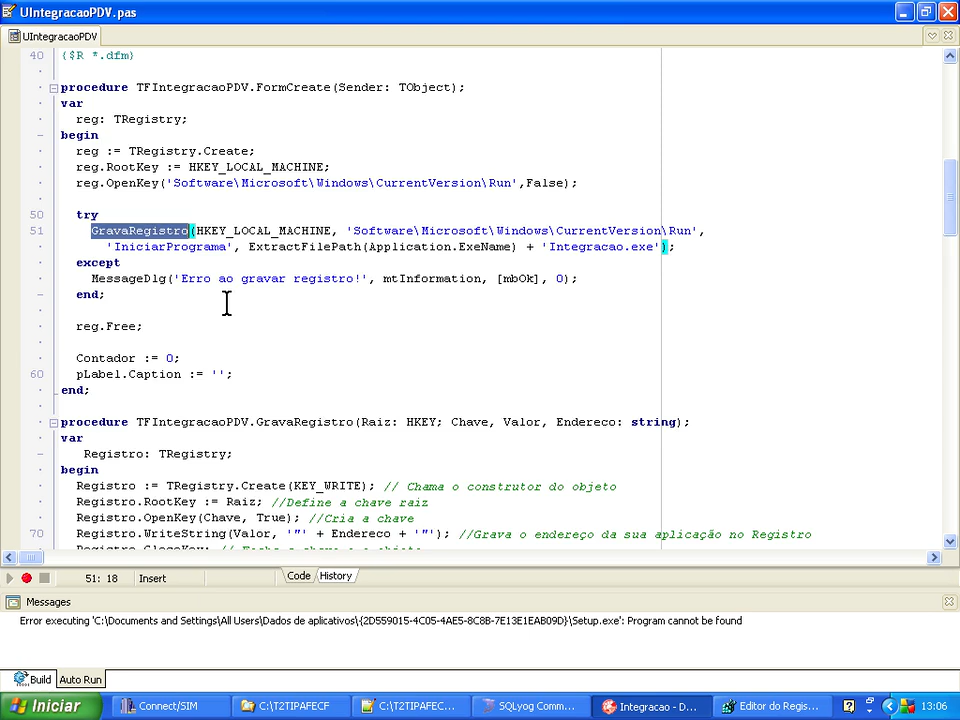 UIntegracaoPDV.pas
UIntegracaoPDV
40 {$R *.dfm}
procedure TFIntegracaoPDV.FormCreate(Sender: TObject);
var
reg: TRegistry;
begin
reg := TRegistry.Create;
reg.RootKey := HKEY_LOCAL_MACHINE;
reg.OpenKey('Software\Microsoft\Windows\CurrentVersion\Run',False);
50 try
51 GravaRegistro(HKEY_LOCAL_MACHINE, 'Software\Microsoft\Windows\CurrentVersion\Run',
'IniciarPrograma', ExtractFilePath(Application.ExeName) + 'Integracao.exe');
except
MessageDlg('Erro ao gravar registro!', mtInformation, [mbOk], 0);
end;
reg.Free;
Contador := 0;
60 pLabel.Caption := '';
end;
procedure TFIntegracaoPDV.GravaRegistro(Raiz: HKEY; Chave, Valor, Endereco: string);
var
Registro: TRegistry;
begin
Registro := TRegistry.Create(KEY_WRITE); // Chama o construtor do objeto
Registro.RootKey := Raiz; //Define a chave raiz
Registro.OpenKey(Chave, True); //Cria a chave
70 Registro.WriteString(Valor, '"' + Endereco + '"'); //Grava o endereço da sua aplicação no Registro
51: 18 Insert Code History
Messages
Error executing 'C:\Documents and Settings\All Users\Dados de aplicativos\{2D559015-4C05-4AE5-8C8B-7E13E1EAB09D}\Setup.exe': Program cannot be found
Build Auto Run
Iniciar Connect/SIM C:\T2TIPAFECF C:\T2TIPAFEC... SQLyog Comm... Integracao - D... Editor do Regis... 13:06